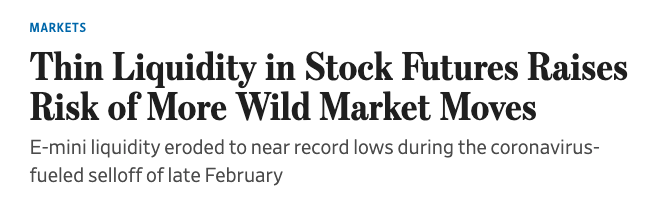 MARKETS
Thin Liquidity in Stock Futures Raises
Risk of More Wild Market Moves
E-mini liquidity eroded to near record lows during the coronavirus-
fueled selloff of late February